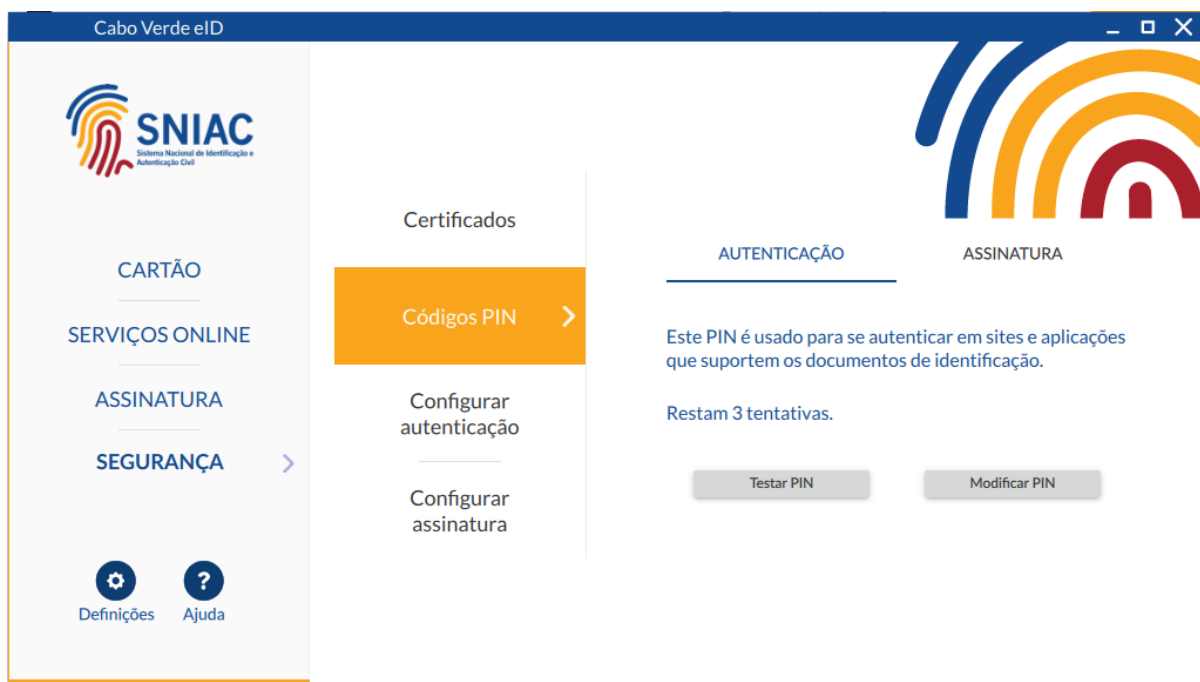 Cabo Verde eID
SNIAC
Sistema Nacional de Identificação e
Autenticação Civil
CARTÃO
SERVIÇOS ONLINE
ASSINATURA
SEGURANÇA
Definições
Ajuda
Certificados
Códigos PIN
Configurar
autenticação
Configurar
assinatura
AUTENTICAÇÃO
ASSINATURA
Este PIN é usado para se autenticar em sites e aplicações
que suportem os documentos de identificação.
Restam 3 tentativas.
Testar PIN
Modificar PIN